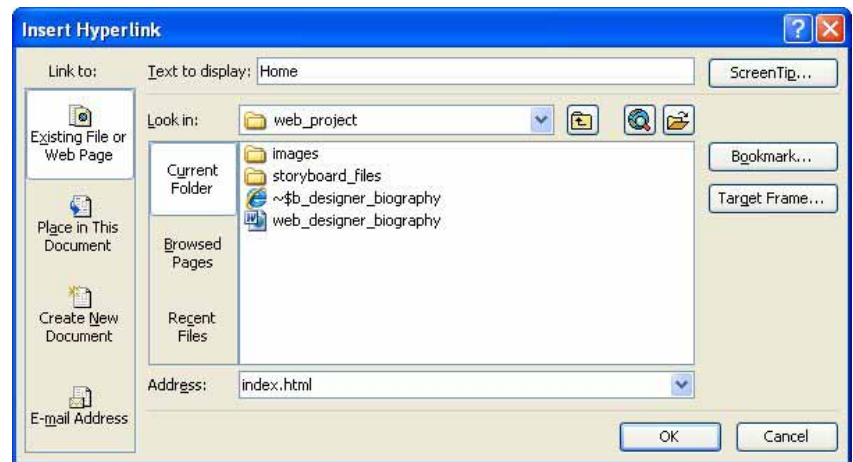 Insert Hyperlink
Link to:
Text to display: Home
ScreenTip...
Existing File or
Web Page
Look in: web_project
Current
Folder
images
storyboard_files
~$b_designer_biography
web_designer_biography
Bookmark...
Target Frame...
Place in This
Document
Browsed
Pages
Create New
Document
Recent
Files
Address: index.html
E-mail Address
OK
Cancel